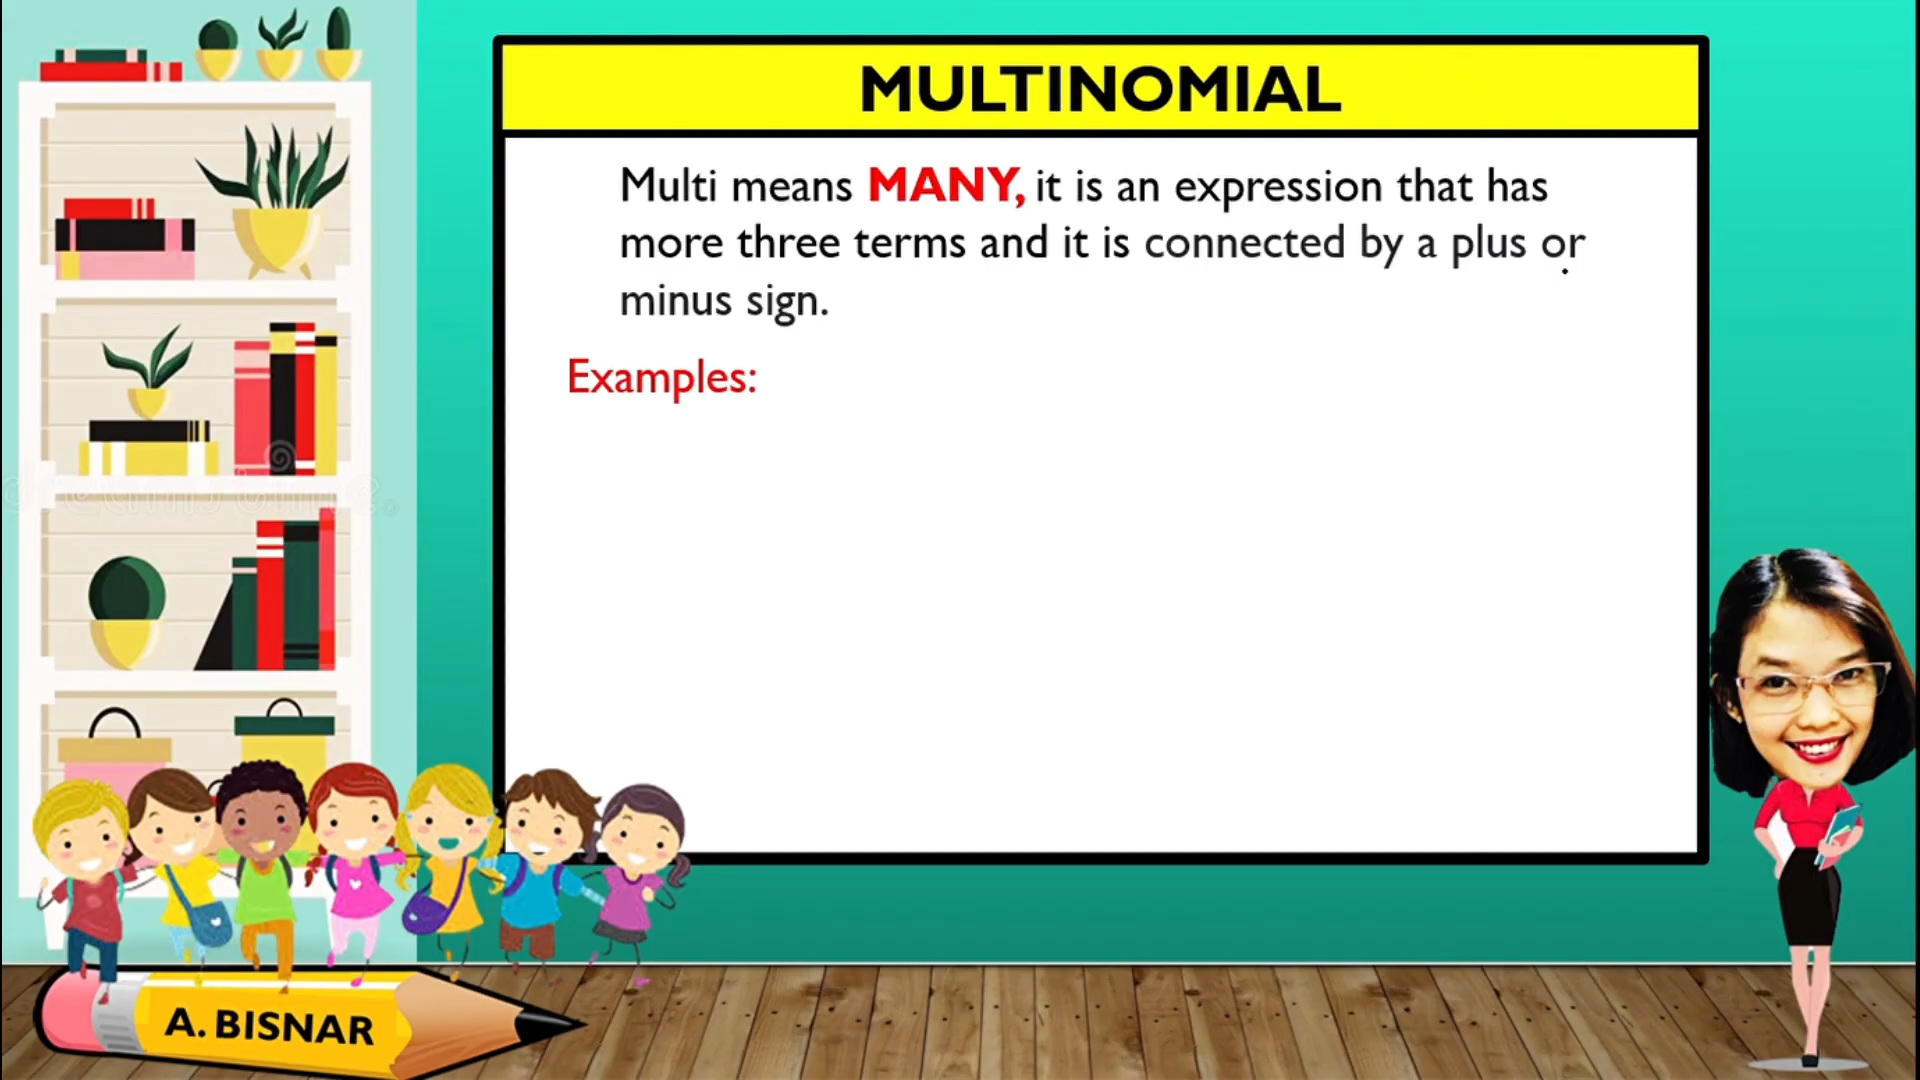 MULTINOMIAL
Multi means MANY, it is an expression that has
more three terms and it is connected by a plus or
minus sign.
Examples:
dreamstime.
A. BISNAR